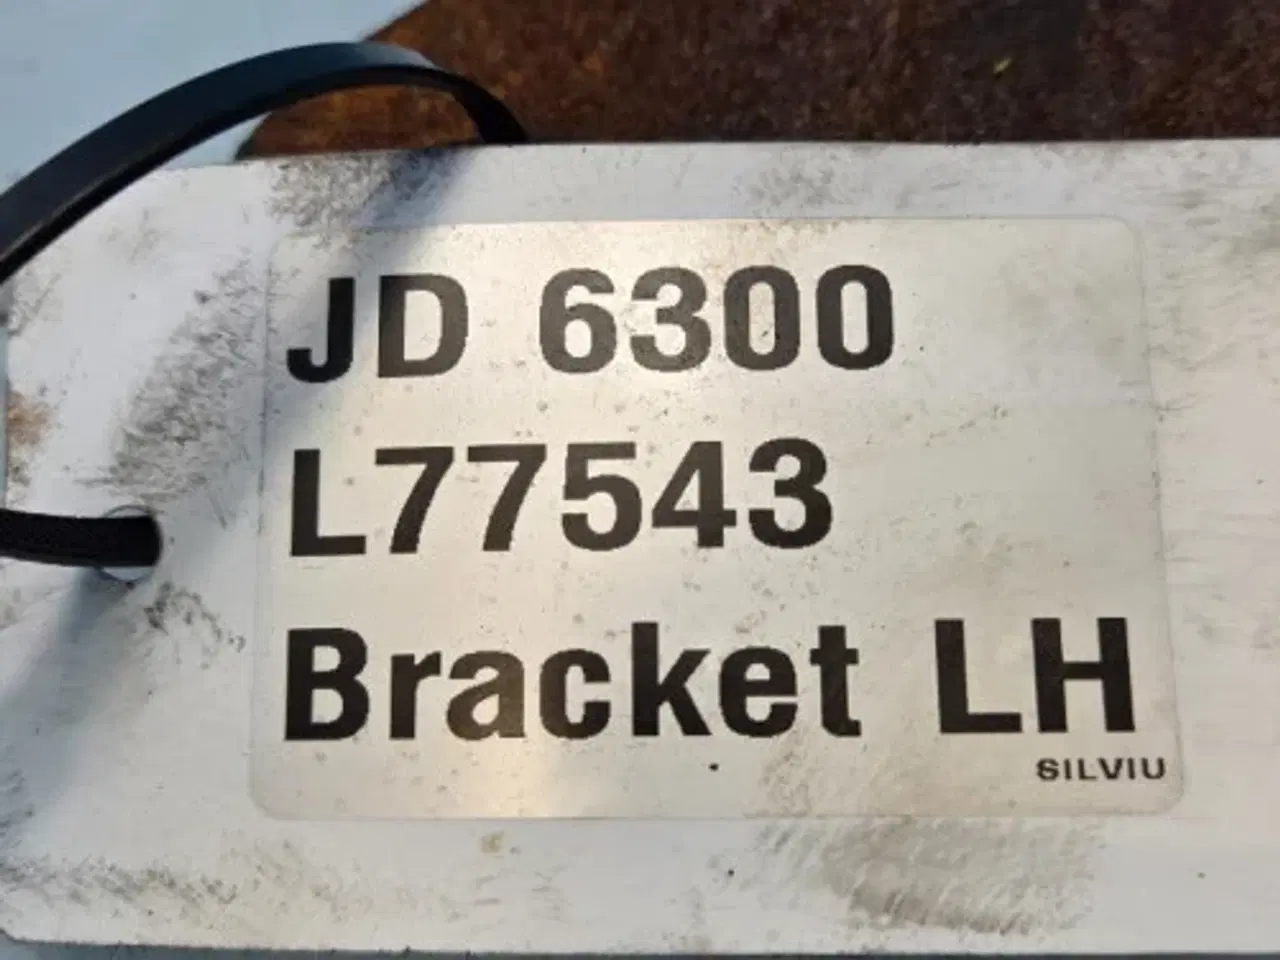 JD 6300
L77543
Bracket LH
SILVIU